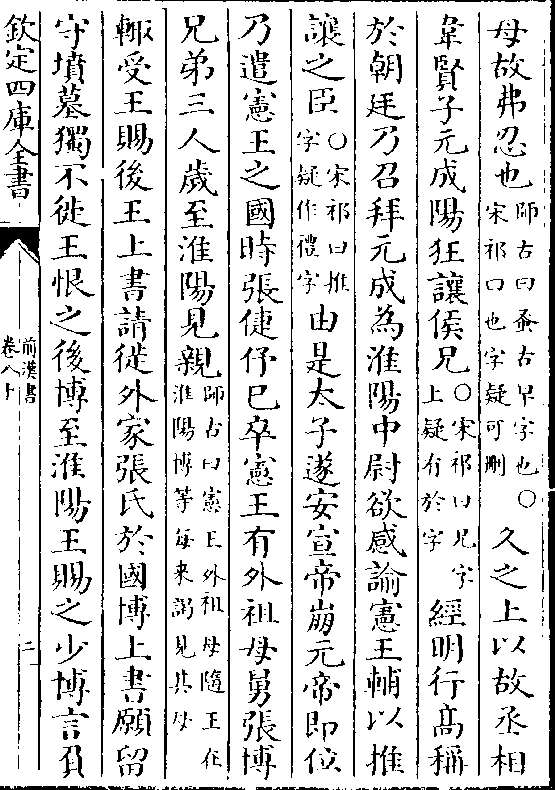 母故弗忍也師古曰蚤古早字也○宋祁曰也字疑可刪久之上以故丞相
韋賢子元成陽狂讓侯兄○宋祁曰兄字上疑有於字經明行髙稱
於朝廷乃召拜元成為淮陽中尉欲感諭憲王輔以推
讓之臣○宋祁曰推字疑作禮字由是太子遂安宣帝崩元帝即位
乃遣憲王之國時張倢伃已卒憲王有外祖母舅張博
兄弟三人歲至淮陽見親師古曰憲王外祖母隨王在淮陽博等每來謁見其母
輙受王賜後王上書請徙外家張氏於國博上書願留
守墳墓獨不徙王恨之後博至淮陽王賜之少博言負
欽定四庫全書
前漢書
卷八十
二